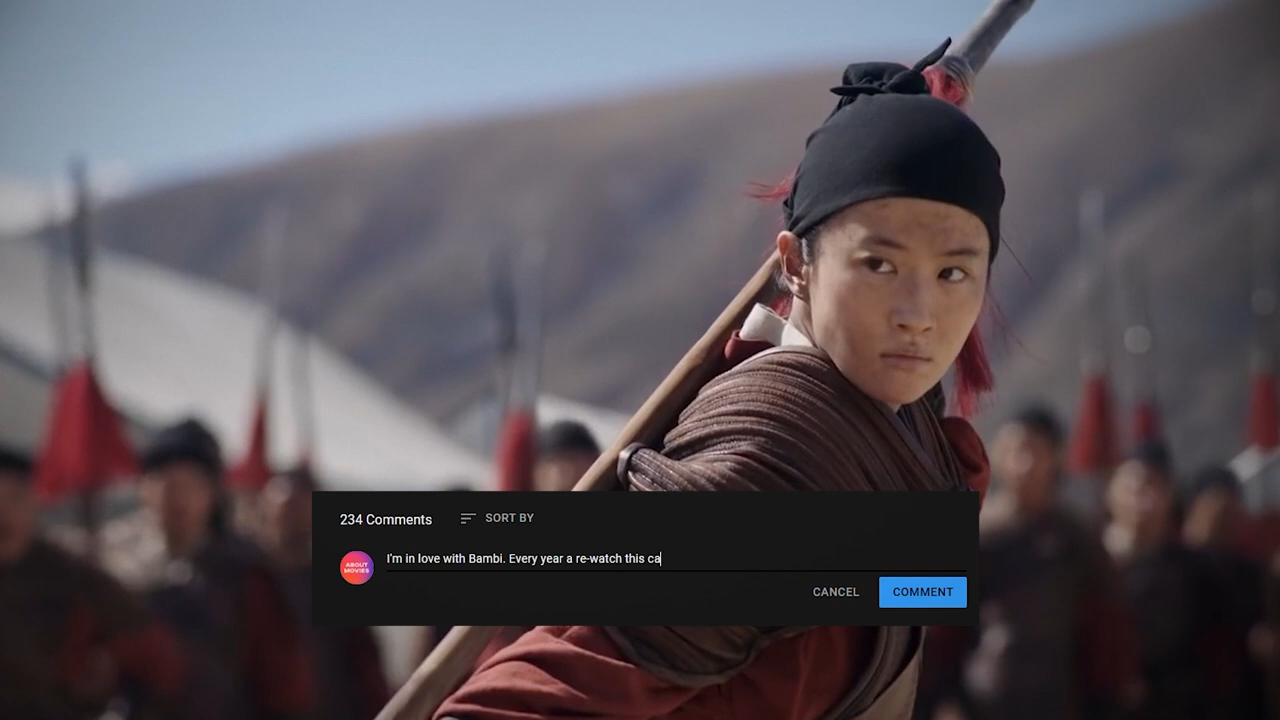 234 Comments
SORT BY
ABOUT
MOVIES
I'm in love with Bambi. Every year a re-watch this ca
CANCEL
COMMENT